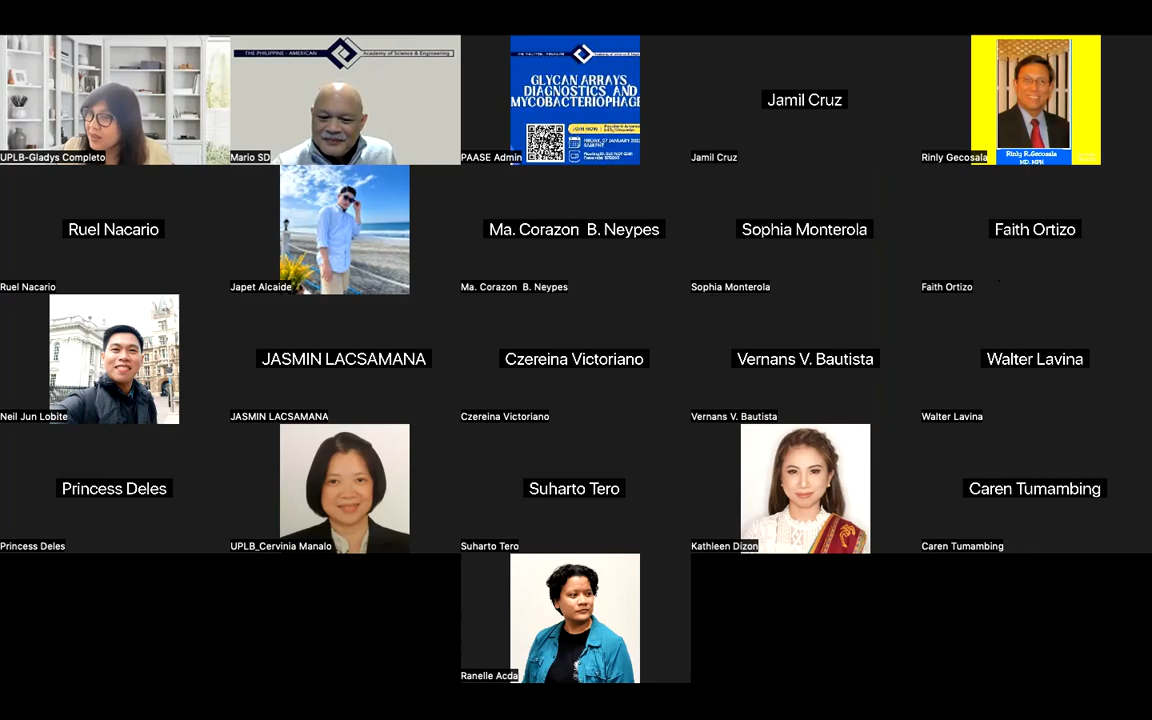 THE PHILIPPINE - AMERICAN
Academy of Science & Engineering
GLYCAN ARRAYS,
DIAGNOSTICS, AND
MYCOBACTERIOPHAGE
JOIN NOW
UPLB-Gladys Completo
Mario SD
PAASE Admin
Jamil Cruz
Jamil Cruz
Rinly R.Gecosala
MD, MPH
Rinly Gecosala
Ruel Nacario
Ruel Nacario
Japet Alcaide
Ma. Corazon B. Neypes
Ma. Corazon B. Neypes
Sophia Monterola
Sophia Monterola
Faith Ortizo
Faith Ortizo
Neil Jun Lobite
JASMIN LACSAMANA
JASMIN LACSAMANA
Czereina Victoriano
Czereina Victoriano
Vernans V. Bautista
Vernans V. Bautista
Walter Lavina
Walter Lavina
Princess Deles
Princess Deles
UPLB_Cervinia Manalo
Suharto Tero
Suharto Tero
Kathleen Dizon
Caren Tumambing
Caren Tumambing
Ranelle Acda